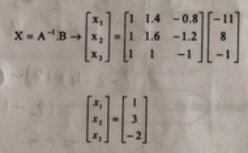 X = A⁻¹.B → [x₁ x₂ x₃] = [1 1.4 -0.8; 1 1.6 -1.2; 1 1 -1] [-11 8 -1]
[x₁ x₂ x₃] = [1 3 -2]